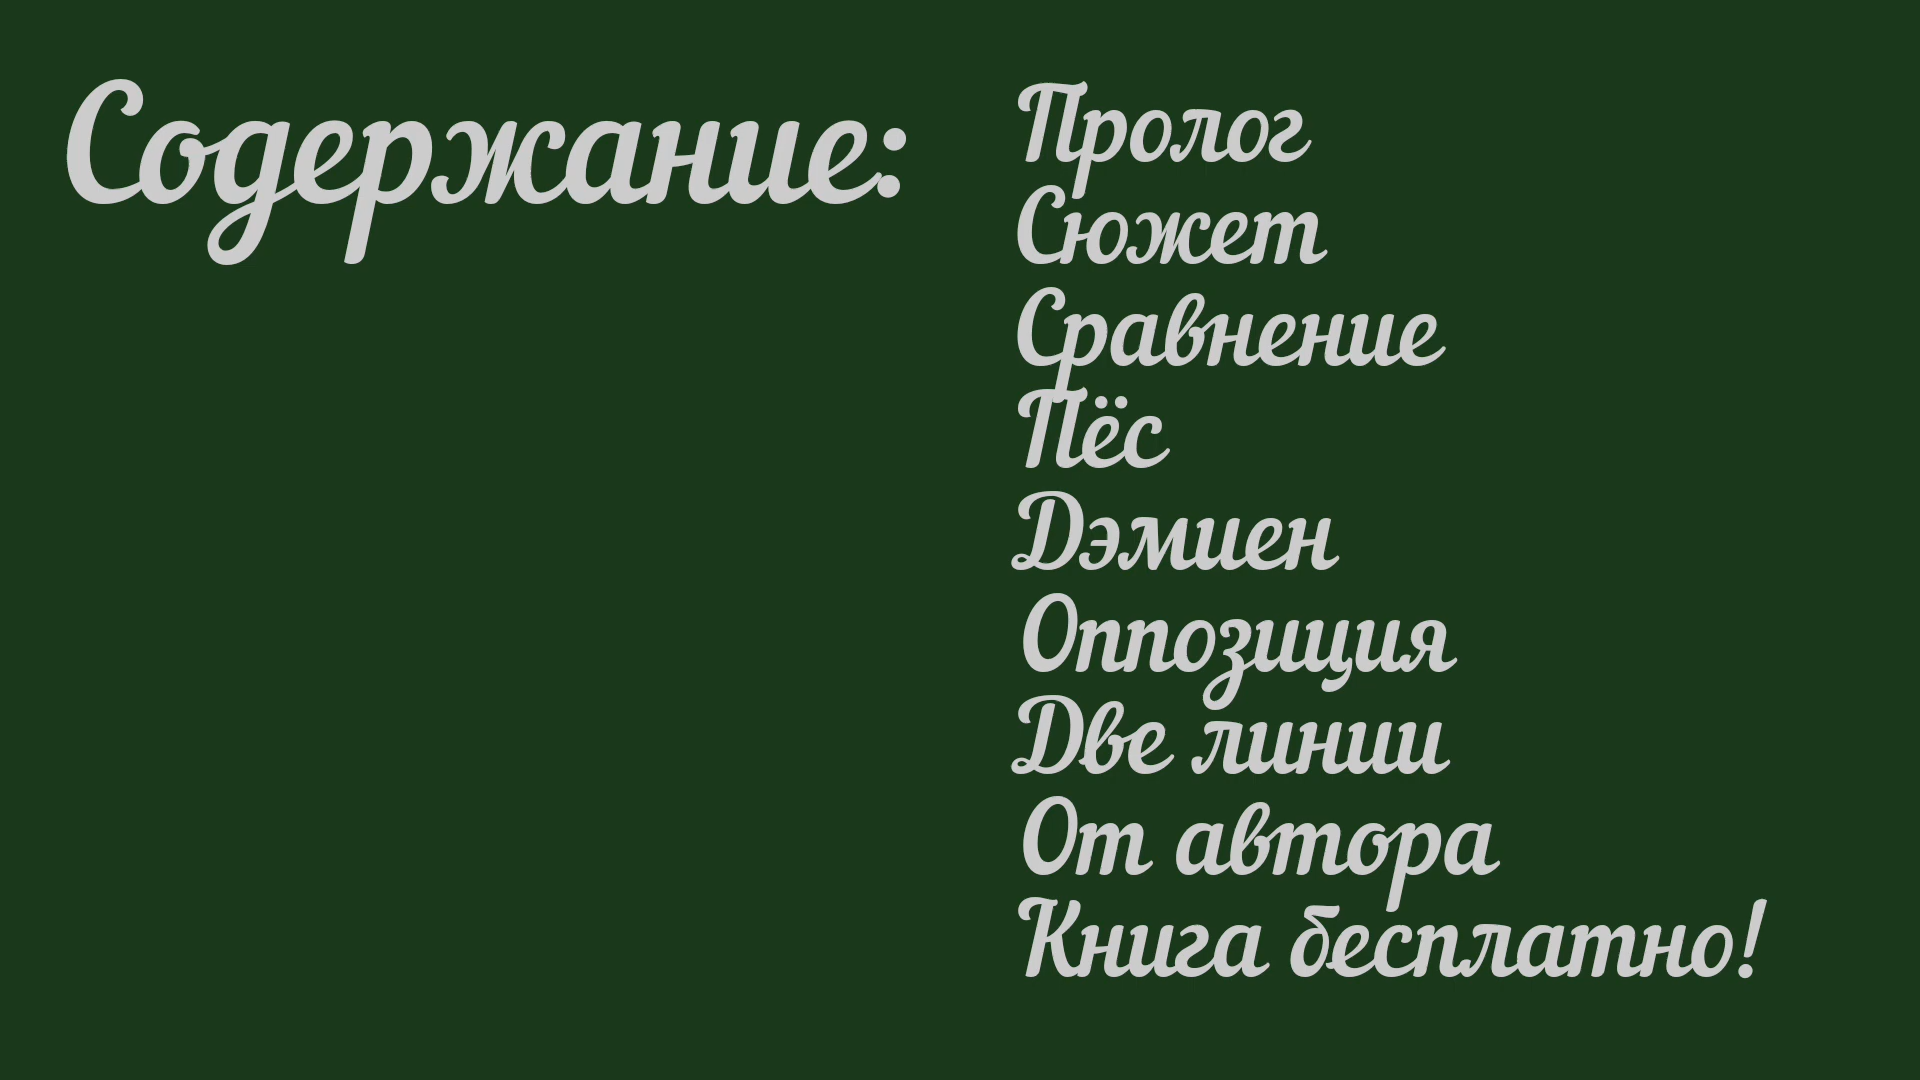 Содержание:
Пролог
Сюжет
Сравнение
Пёс
Дэмиен
Оппозиция
Две линии
От автора
Книга бесплатно!